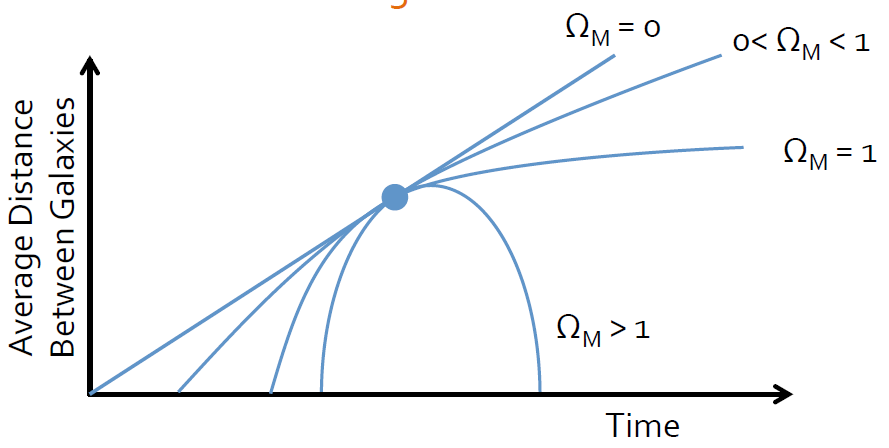 Ω_M = 0
0< Ω_M < 1
Average Distance
Between Galaxies
Ω_M = 1
Ω_M > 1
Time